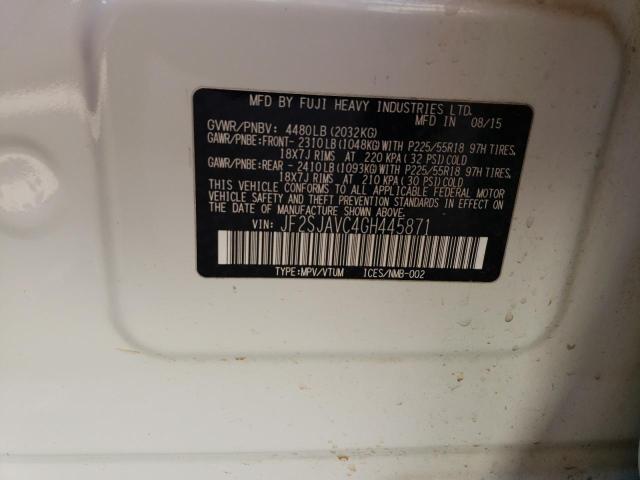 MFD BY FUJI HEAVY INDUSTRIES LTD.
MFD IN 08/15
GVWR/PNBV: 4480LB (2032KG)
GAWR/PNBE:FRONT- 2310LB(1048KG)WITH P225/55R18 97H TIRES,
18X7J RIMS AT 220 KPA(32 PSI)COLD
GAWR/PNBE:REAR -2410LB(1093KG)WITH P225/55R18 97H TIRES,
18X7J RIMS AT 210 KPA(30 PSI)COLD
THIS VEHICLE CONFORMS TO ALL APPLICABLE FEDERAL MOTOR
VEHICLE SAFETY AND BUMPER STANDARDS IN EFFECT ON
THE DATE OF MANUFACTURE SHOWN ABOVE.
VIN: JF2SJAVC4GH445871
TYPE:MPV/VTUM ICES/NMB-002